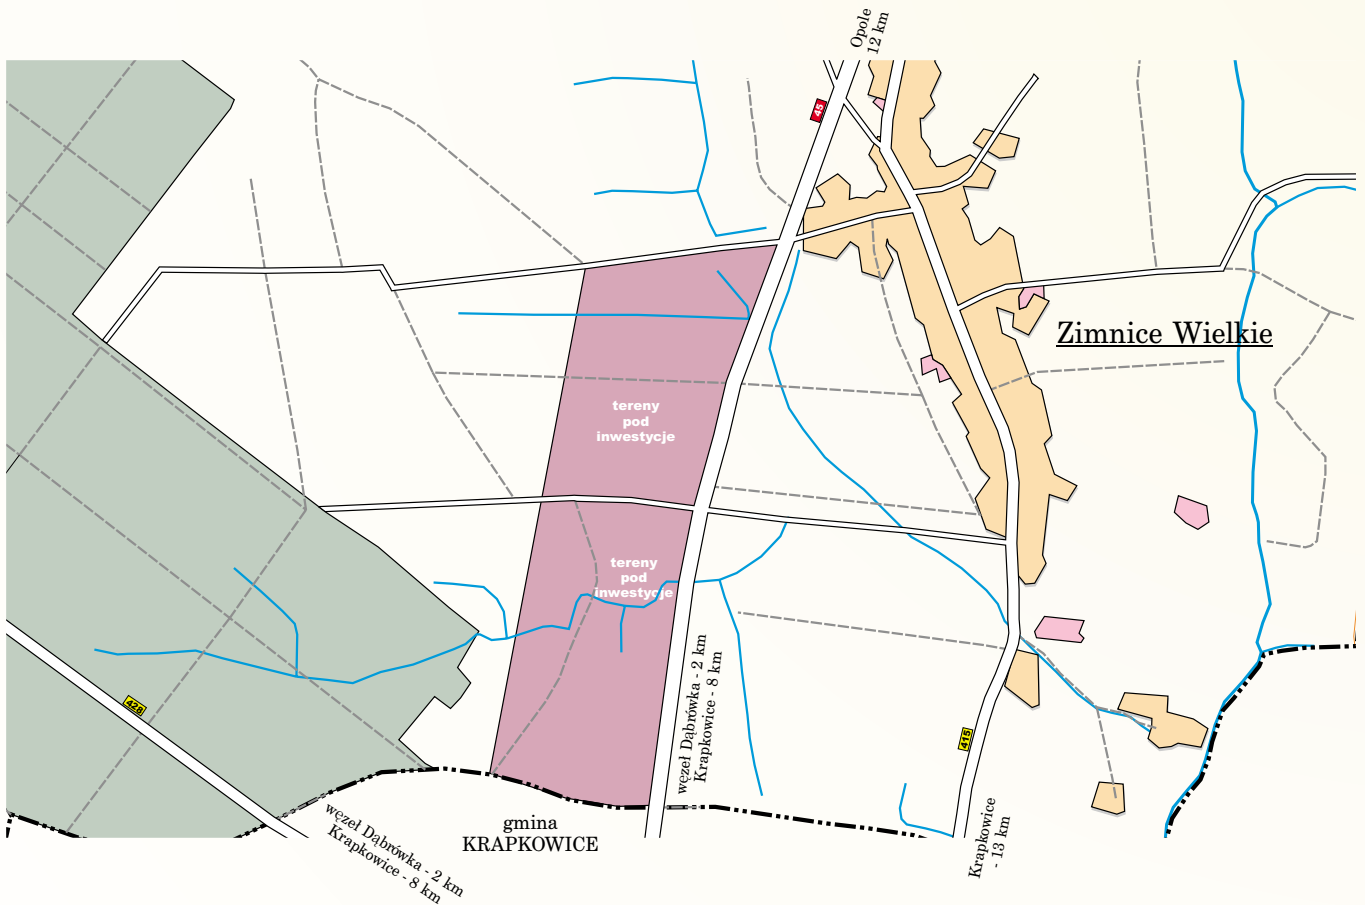 Opole
12 km
45
Zimnice Wielkie
tereny
pod
inwestycje
tereny
pod
inwestycje
węzeł Dąbrówka - 2 km
Krapkowice - 8 km
428
415
węzeł Dąbrówka - 2 km
Krapkowice - 8 km
gmina
KRAPKOWICE
Krapkowice
- 13 km